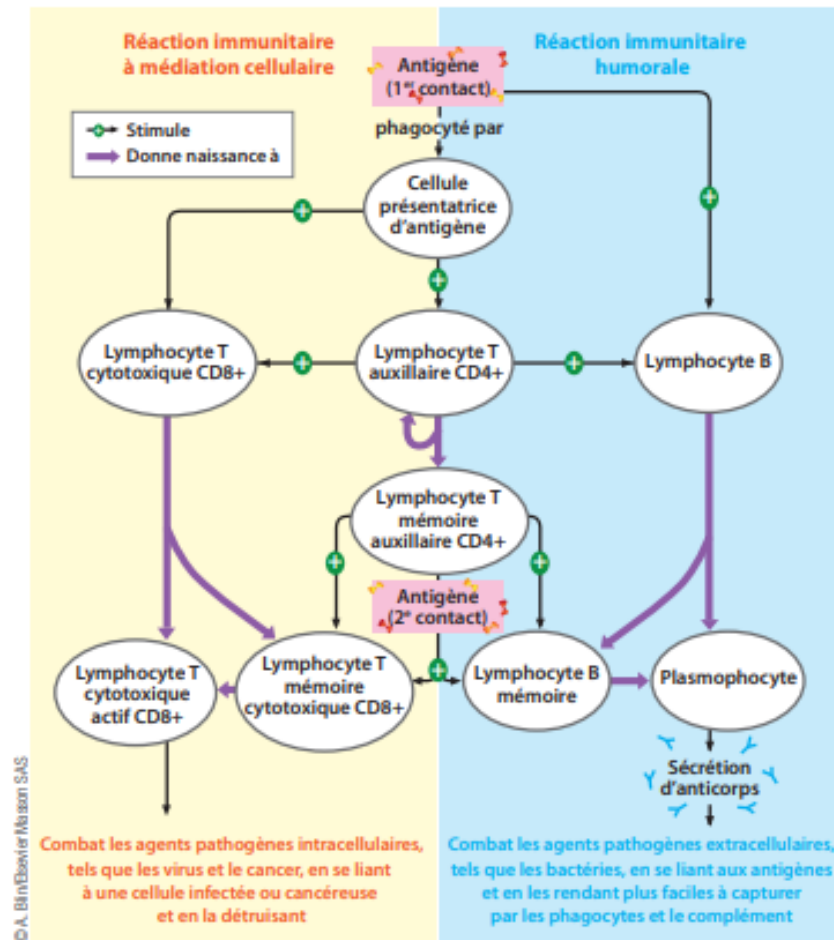 Réaction immunitaire
à médiation cellulaire
Antigène
(1er contact)
Réaction immunitaire
humorale
Stimule
Donne naissance à
phagocyté par
Cellule
présentatrice
d'antigène
Lymphocyte T
cytotoxique CD8+
Lymphocyte T
auxillaire CD4+
Lymphocyte B
Lymphocyte T
mémoire
auxillaire CD4+
Antigène
(2e contact)
Lymphocyte T
cytotoxique
actif CD8+
Lymphocyte T
mémoire
cytotoxique CD8+
Lymphocyte B
mémoire
Plasmophocyte
Sécrétion
d'anticorps
Combat les agents pathogènes intracellulaires,
tels que les virus et le cancer, en se liant
à une cellule infectée ou cancéreuse
et en la détruisant
Combat les agents pathogènes extracellulaires,
tels que les bactéries, en se liant aux antigènes
et en les rendant plus faciles à capturer
par les phagocytes et le complément
© A. Blin/Elsevier Masson SAS